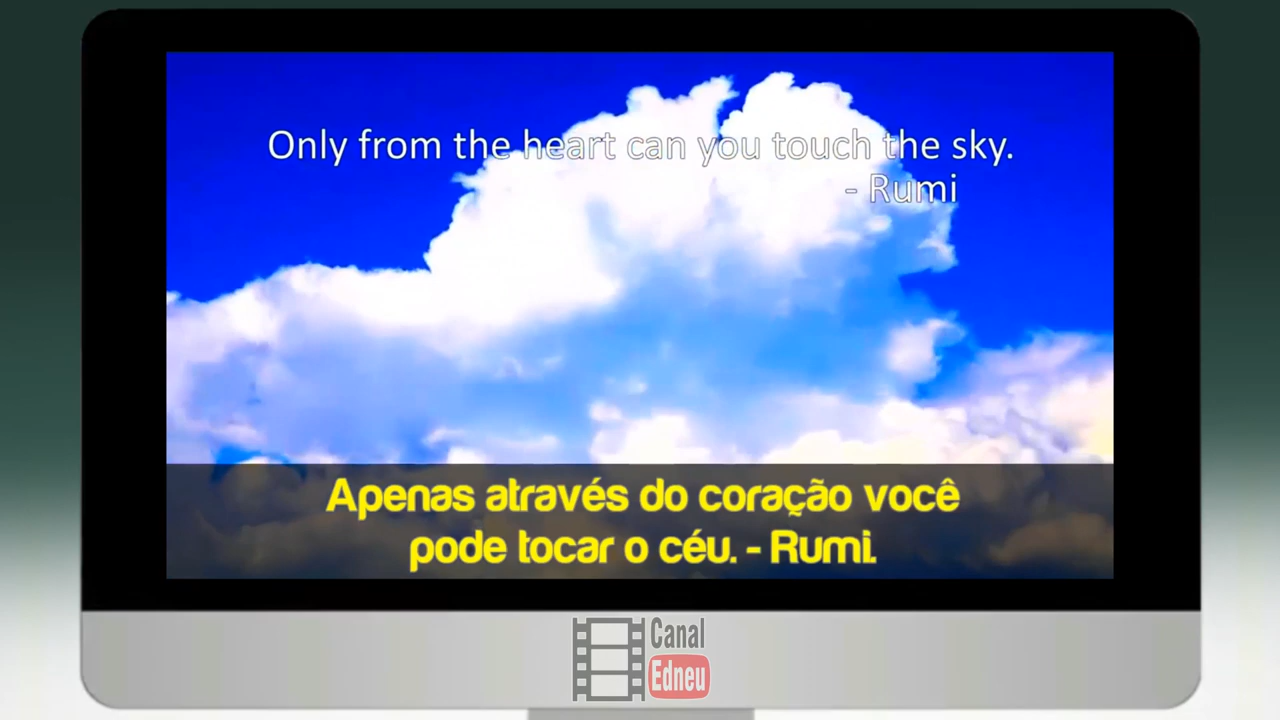 Only from the heart can you touch the sky.
- Rumi
Apenas através do coração você
pode tocar o céu. - Rumi.
Canal
Edneu